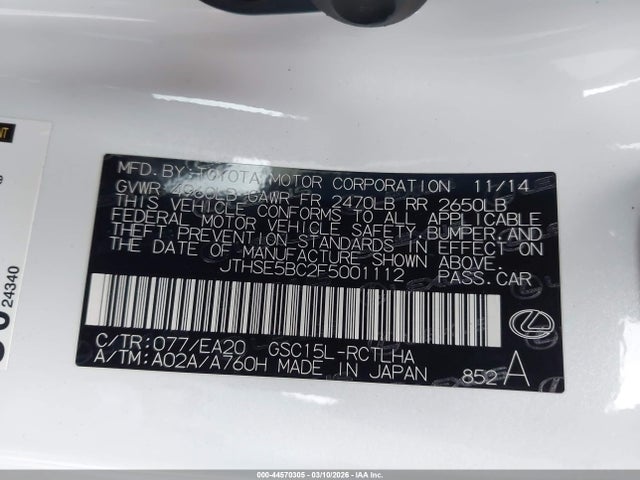 MFD. BY: TOYOTA MOTOR CORPORATION 11/14
GVWR 4960LB GAWR FR 2470LB RR 2650LB
THIS VEHICLE CONFORMS TO ALL APPLICABLE
FEDERAL MOTOR VEHICLE SAFETY, BUMPER, AND
THEFT PREVENTION STANDARDS IN EFFECT ON
THE DATE OF MANUFACTURE SHOWN ABOVE.
JTHSE5BC2F5001112 PASS.CAR
C/TR: 077/EA20 GSC15L-RCTLHA
A/TM: A02A/A760H MADE IN JAPAN 852 A
24340
000-44570305 - 03/10/2026 - IAA Inc.